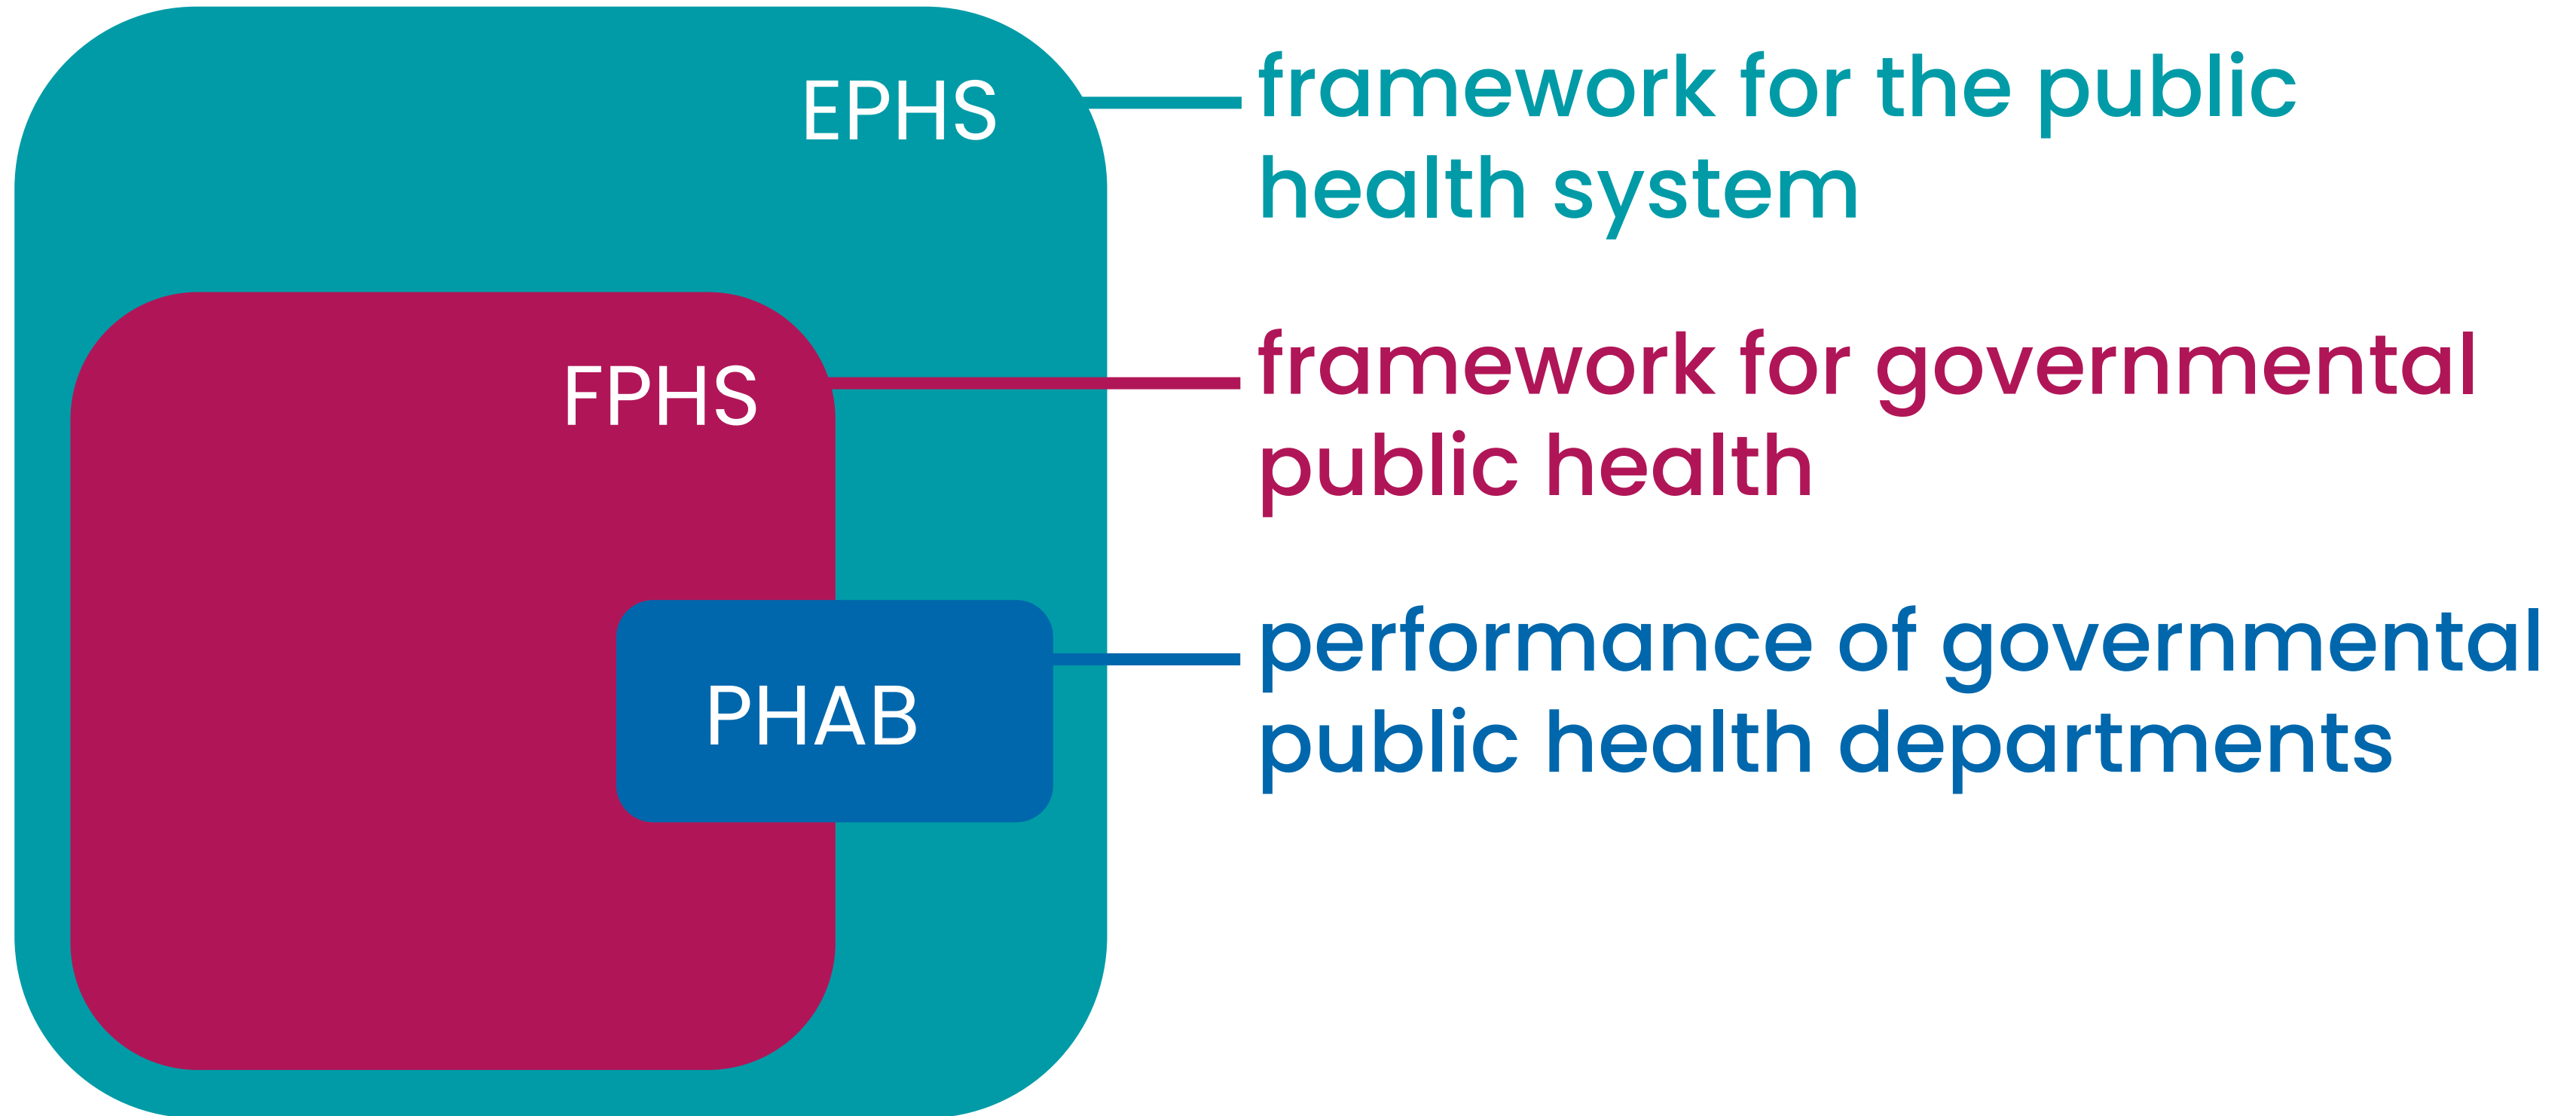 EPHS
framework for the public
health system
FPHS
framework for governmental
public health
PHAB
performance of governmental
public health departments